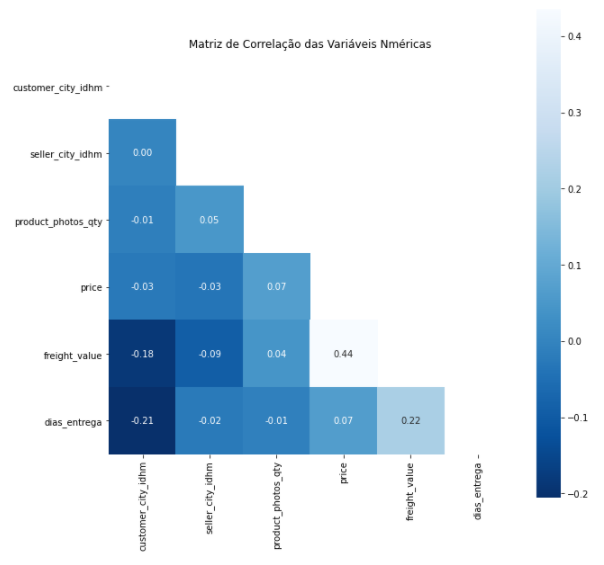 Matriz de Correlação das Variáveis Nméricas
customer_city_idhm
seller_city_idhm
product_photos_qty
price
freight_value
dias_entrega
0.00
-0.01 0.05
-0.03 -0.03 0.07
-0.18 -0.09 0.04 0.44
-0.21 -0.02 -0.01 0.07 0.22
customer_city_idhm
seller_city_idhm
product_photos_qty
price
freight_value
dias_entrega
0.4
0.3
0.2
0.1
0.0
−0.1
−0.2